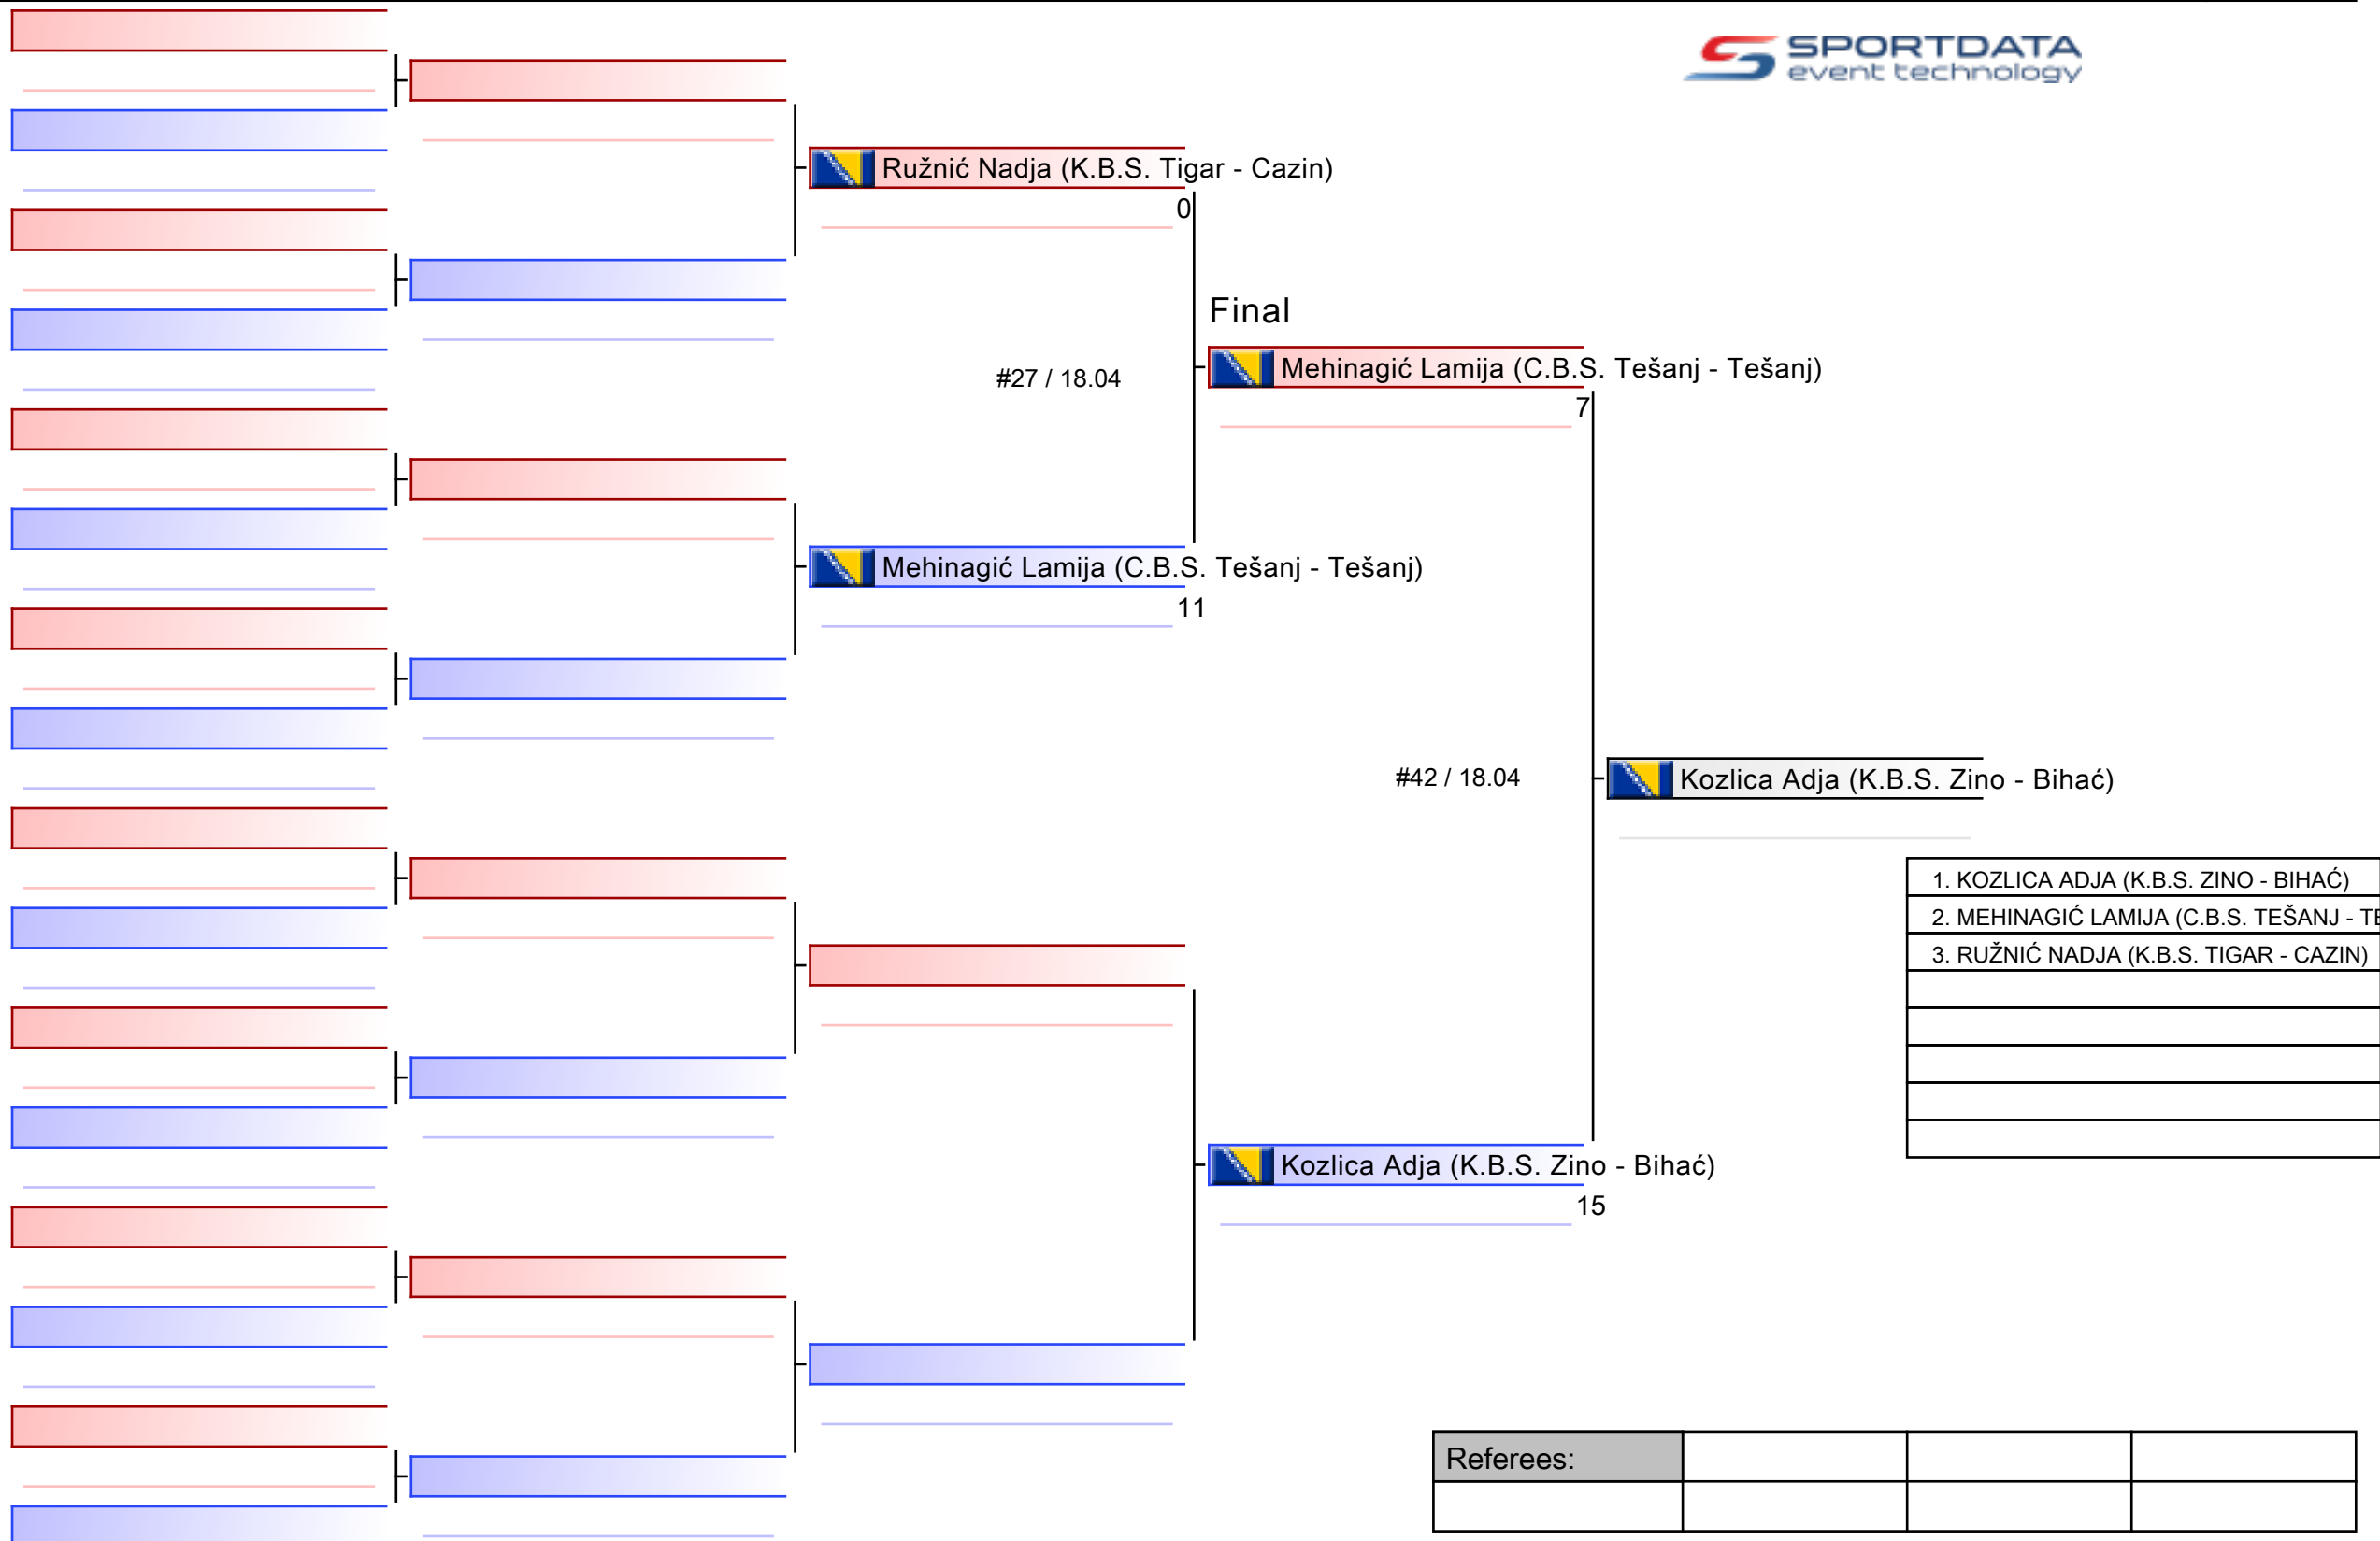 SPORTDATA
event technology
Ružnić Nadja (K.B.S. Tigar - Cazin)
0
Final
Mehinagić Lamija (C.B.S. Tešanj - Tešanj)
7
#27 / 18.04
Mehinagić Lamija (C.B.S. Tešanj - Tešanj)
11
#42 / 18.04
Kozlica Adja (K.B.S. Zino - Bihać)
1. KOZLICA ADJA (K.B.S. ZINO - BIHAĆ)
2. MEHINAGIĆ LAMIJA (C.B.S. TEŠANJ - TE
3. RUŽNIĆ NADJA (K.B.S. TIGAR - CAZIN)
Kozlica Adja (K.B.S. Zino - Bihać)
15
Referees: